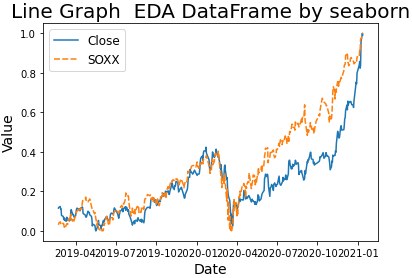 Line Graph  EDA DataFrame by seaborn
Close
SOXX
Value
1.0
0.8
0.6
0.4
0.2
0.0
2019-04 2019-07 2019-10 2020-01 2020-04 2020-07 2020-10 2021-01
Date